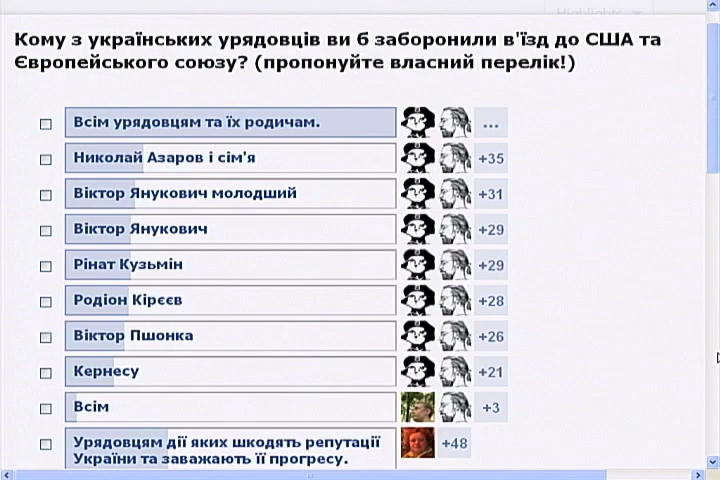 Кому з українських урядовців ви б заборонили в'їзд до США та
Європейського союзу? (пропонуйте власний перелік!)
Всім урядовцям та їх родичам.
...
Николай Азаров і сім'я
+35
Віктор Янукович молодший
+31
Віктор Янукович
+29
Рінат Кузьмін
+29
Родіон Кірєєв
+28
Віктор Пшонка
+26
Кернесу
+21
Всім
+3
Урядовцям дії яких шкодять репутації
України та заважають її прогресу.
+48